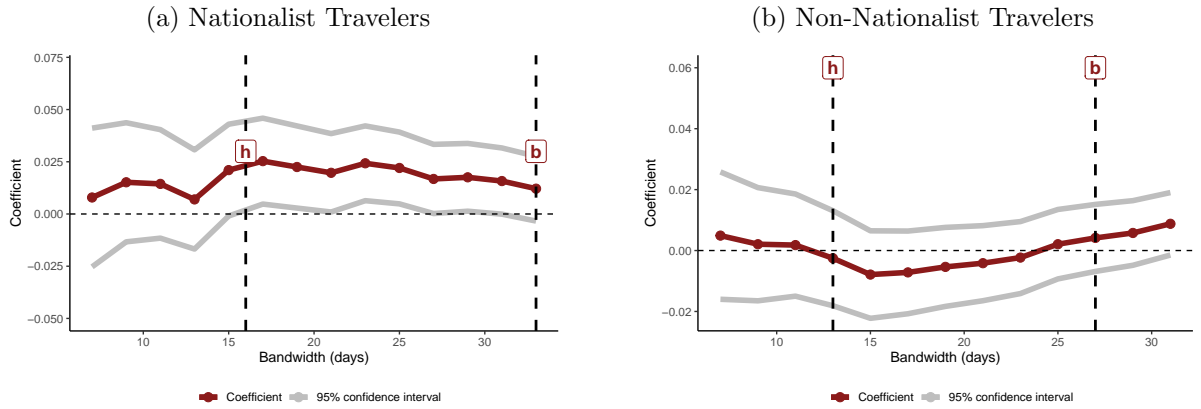 (a) Nationalist Travelers
0.075
0.050
0.025
0.000
−0.025
−0.050
Coefficient
h
b
10
15
20
25
30
Bandwidth (days)
Coefficient 95% confidence interval
(b) Non-Nationalist Travelers
0.06
0.04
0.02
0.00
−0.02
Coefficient
h
b
10
15
20
25
30
Bandwidth (days)
Coefficient 95% confidence interval